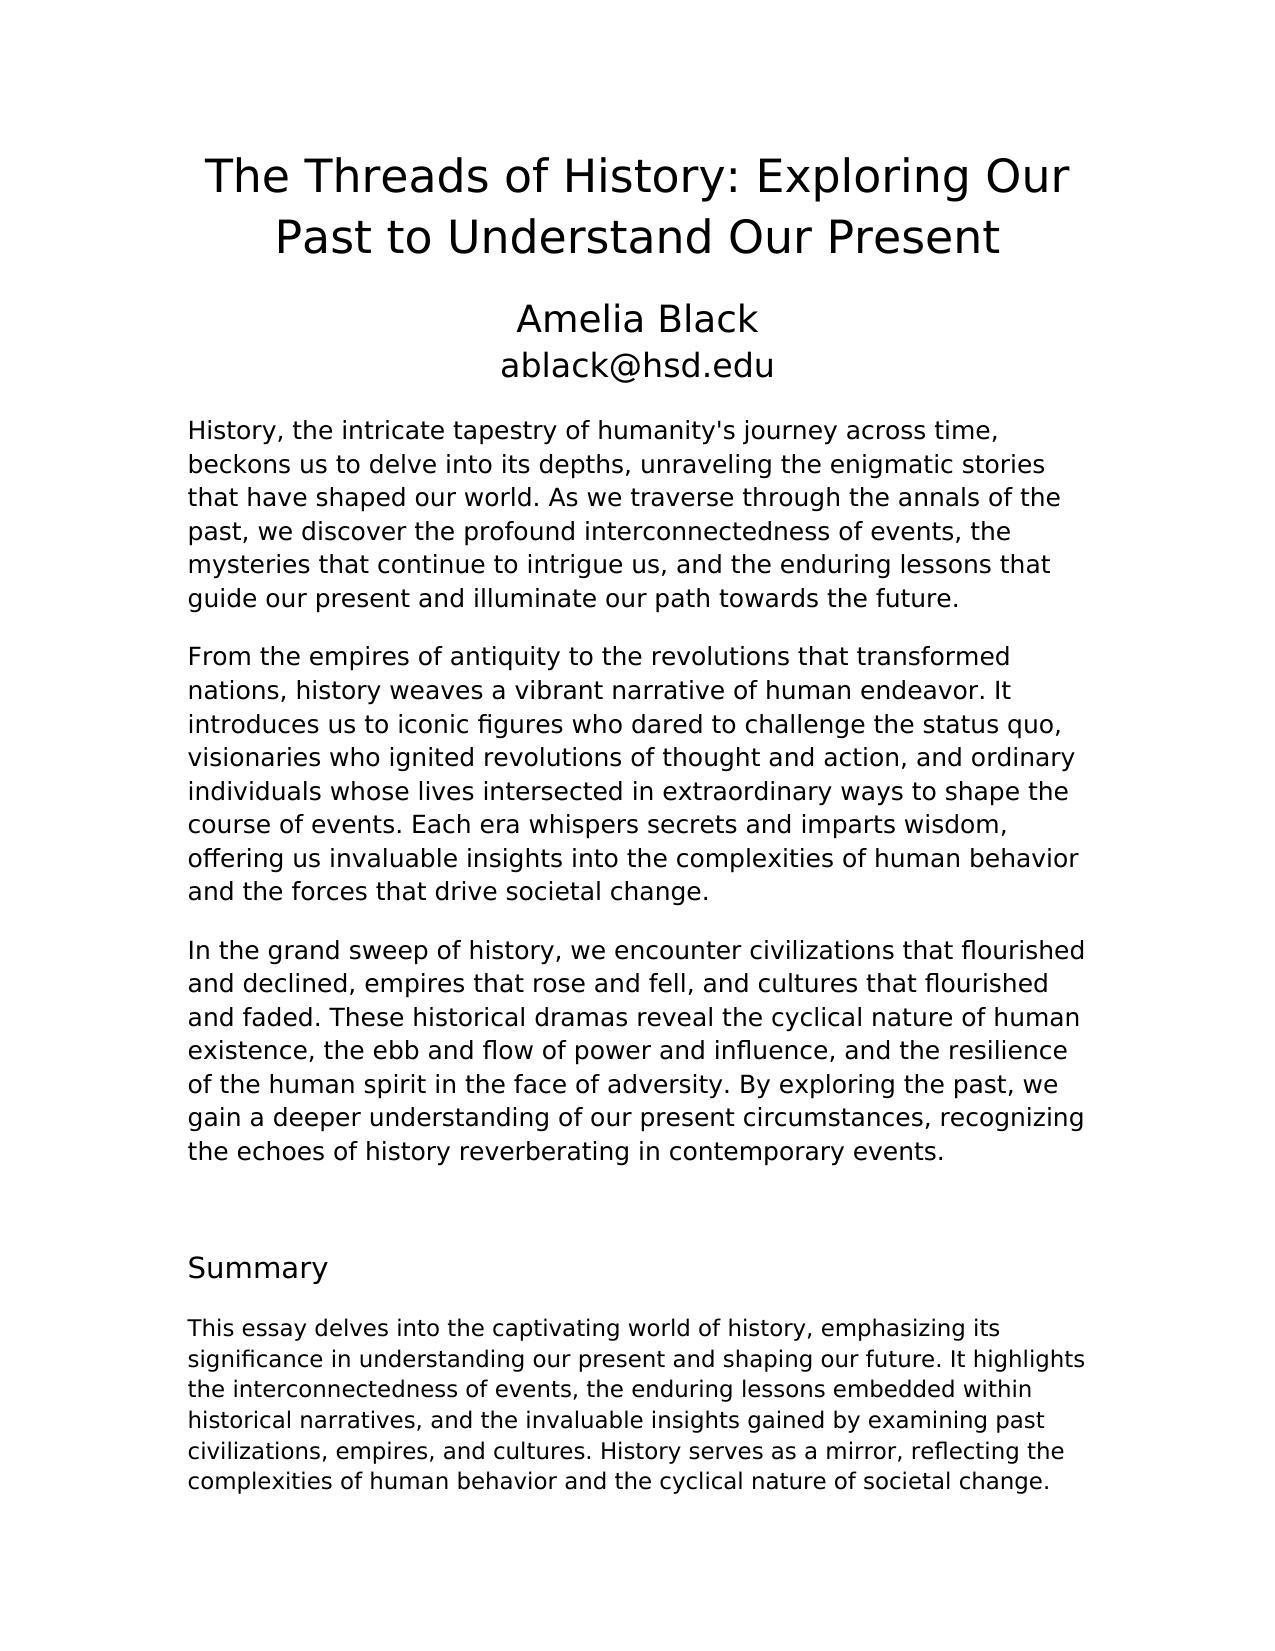 The Threads of History: Exploring Our
Past to Understand Our Present
Amelia Black
ablack@hsd.edu
History, the intricate tapestry of humanity's journey across time,
beckons us to delve into its depths, unraveling the enigmatic stories
that have shaped our world. As we traverse through the annals of the
past, we discover the profound interconnectedness of events, the
mysteries that continue to intrigue us, and the enduring lessons that
guide our present and illuminate our path towards the future.
From the empires of antiquity to the revolutions that transformed
nations, history weaves a vibrant narrative of human endeavor. It
introduces us to iconic figures who dared to challenge the status quo,
visionaries who ignited revolutions of thought and action, and ordinary
individuals whose lives intersected in extraordinary ways to shape the
course of events. Each era whispers secrets and imparts wisdom,
offering us invaluable insights into the complexities of human behavior
and the forces that drive societal change.
In the grand sweep of history, we encounter civilizations that flourished
and declined, empires that rose and fell, and cultures that flourished
and faded. These historical dramas reveal the cyclical nature of human
existence, the ebb and flow of power and influence, and the resilience
of the human spirit in the face of adversity. By exploring the past, we
gain a deeper understanding of our present circumstances, recognizing
the echoes of history reverberating in contemporary events.
Summary
This essay delves into the captivating world of history, emphasizing its
significance in understanding our present and shaping our future. It highlights
the interconnectedness of events, the enduring lessons embedded within
historical narratives, and the invaluable insights gained by examining past
civilizations, empires, and cultures. History serves as a mirror, reflecting the
complexities of human behavior and the cyclical nature of societal change.